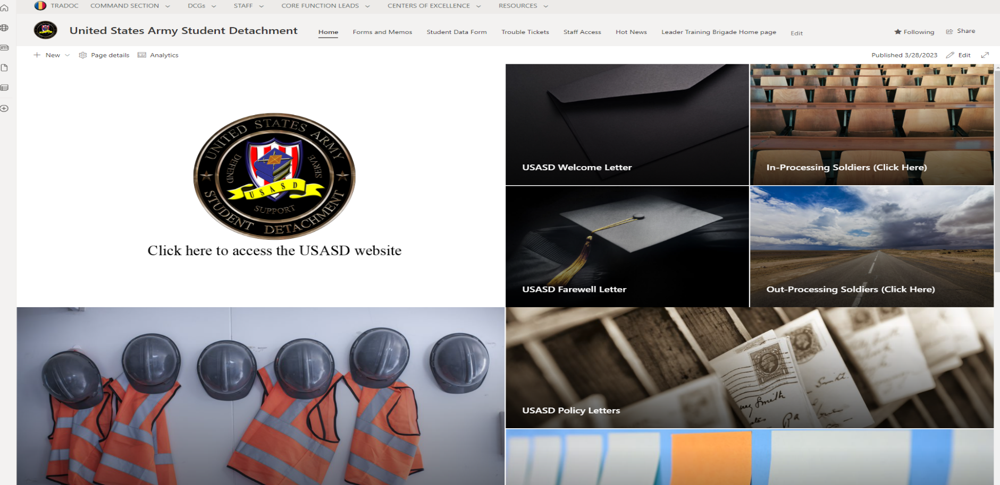 TRADOC COMMAND SECTION DCGs STAFF CORE FUNCTION LEADS CENTERS OF EXCELLENCE RESOURCES
United States Army Student Detachment Home Forms and Memos Student Data Form Trouble Tickets Staff Access Hot News Leader Training Brigade Home page Edit Following Share
New Page details Analytics Published 3/28/2023 Edit
UNITED STATES ARMY
DEFEND
SERVE
U S A S D
SUPPORT
STUDENT DETACHMENT
Click here to access the USASD website
USASD Welcome Letter
In-Processing Soldiers (Click Here)
USASD Farewell Letter
Out-Processing Soldiers (Click Here)
Smith.
Smith
USASD Policy Letters